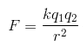 F = \frac{kq_1q_2}{r^2}